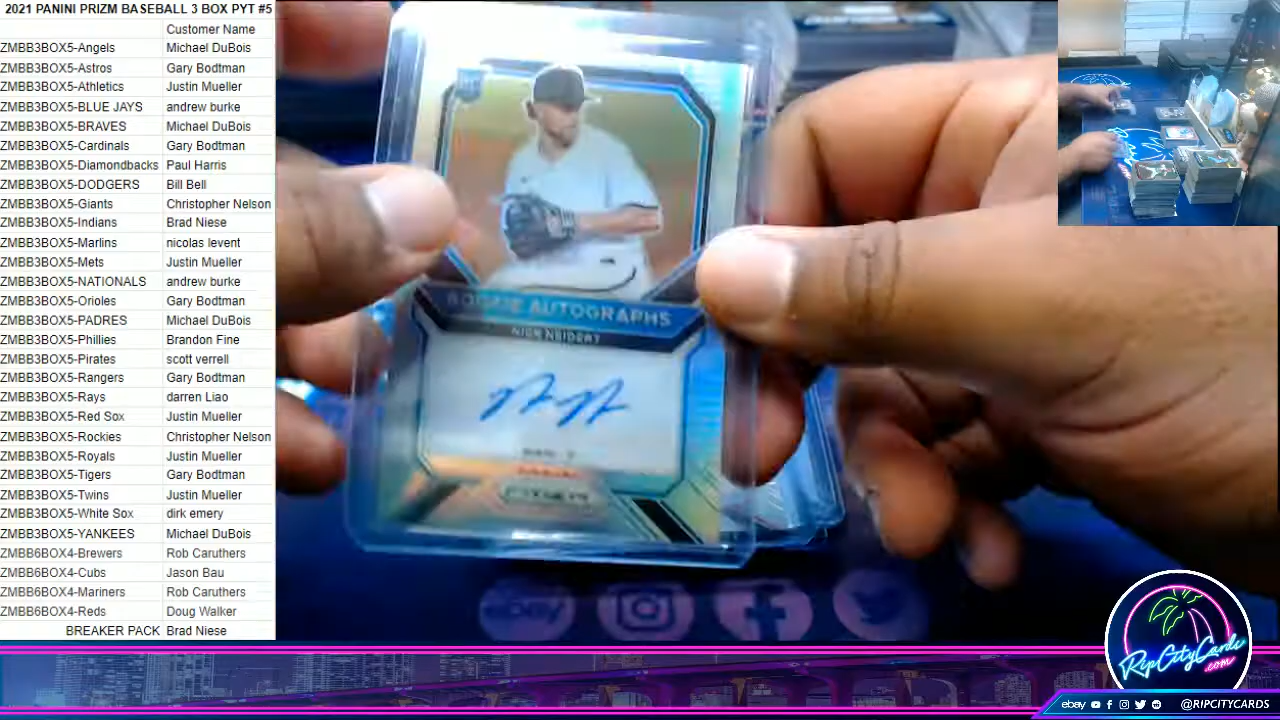 2021 PANINI PRIZM BASEBALL 3 BOX PYT #5
Customer Name
ZMBB3BOX5-Angels Michael DuBois
ZMBB3BOX5-Astros Gary Bodtman
ZMBB3BOX5-Athletics Justin Mueller
ZMBB3BOX5-BLUE JAYS andrew burke
ZMBB3BOX5-BRAVES Michael DuBois
ZMBB3BOX5-Cardinals Gary Bodtman
ZMBB3BOX5-Diamondbacks Paul Harris
ZMBB3BOX5-DODGERS Bill Bell
ZMBB3BOX5-Giants Christopher Nelson
ZMBB3BOX5-Indians Brad Niese
ZMBB3BOX5-Marlins nicolas levent
ZMBB3BOX5-Mets Justin Mueller
ZMBB3BOX5-NATIONALS andrew burke
ZMBB3BOX5-Orioles Gary Bodtman
ZMBB3BOX5-PADRES Michael DuBois
ZMBB3BOX5-Phillies Brandon Fine
ZMBB3BOX5-Pirates scott verrell
ZMBB3BOX5-Rangers Gary Bodtman
ZMBB3BOX5-Rays darren Liao
ZMBB3BOX5-Red Sox Justin Mueller
ZMBB3BOX5-Rockies Christopher Nelson
ZMBB3BOX5-Royals Justin Mueller
ZMBB3BOX5-Tigers Gary Bodtman
ZMBB3BOX5-Twins Justin Mueller
ZMBB3BOX5-White Sox dirk emery
ZMBB3BOX5-YANKEES Michael DuBois
ZMBB6BOX4-Brewers Rob Caruthers
ZMBB6BOX4-Cubs Jason Bau
ZMBB6BOX4-Mariners Rob Caruthers
ZMBB6BOX4-Reds Doug Walker
BREAKER PACK Brad Niese
ROOKIE AUTOGRAPHS
NICK NEIDERT
PRIZM
ebay
RipCityCards
.com
ebay @RIPCITYCARDS